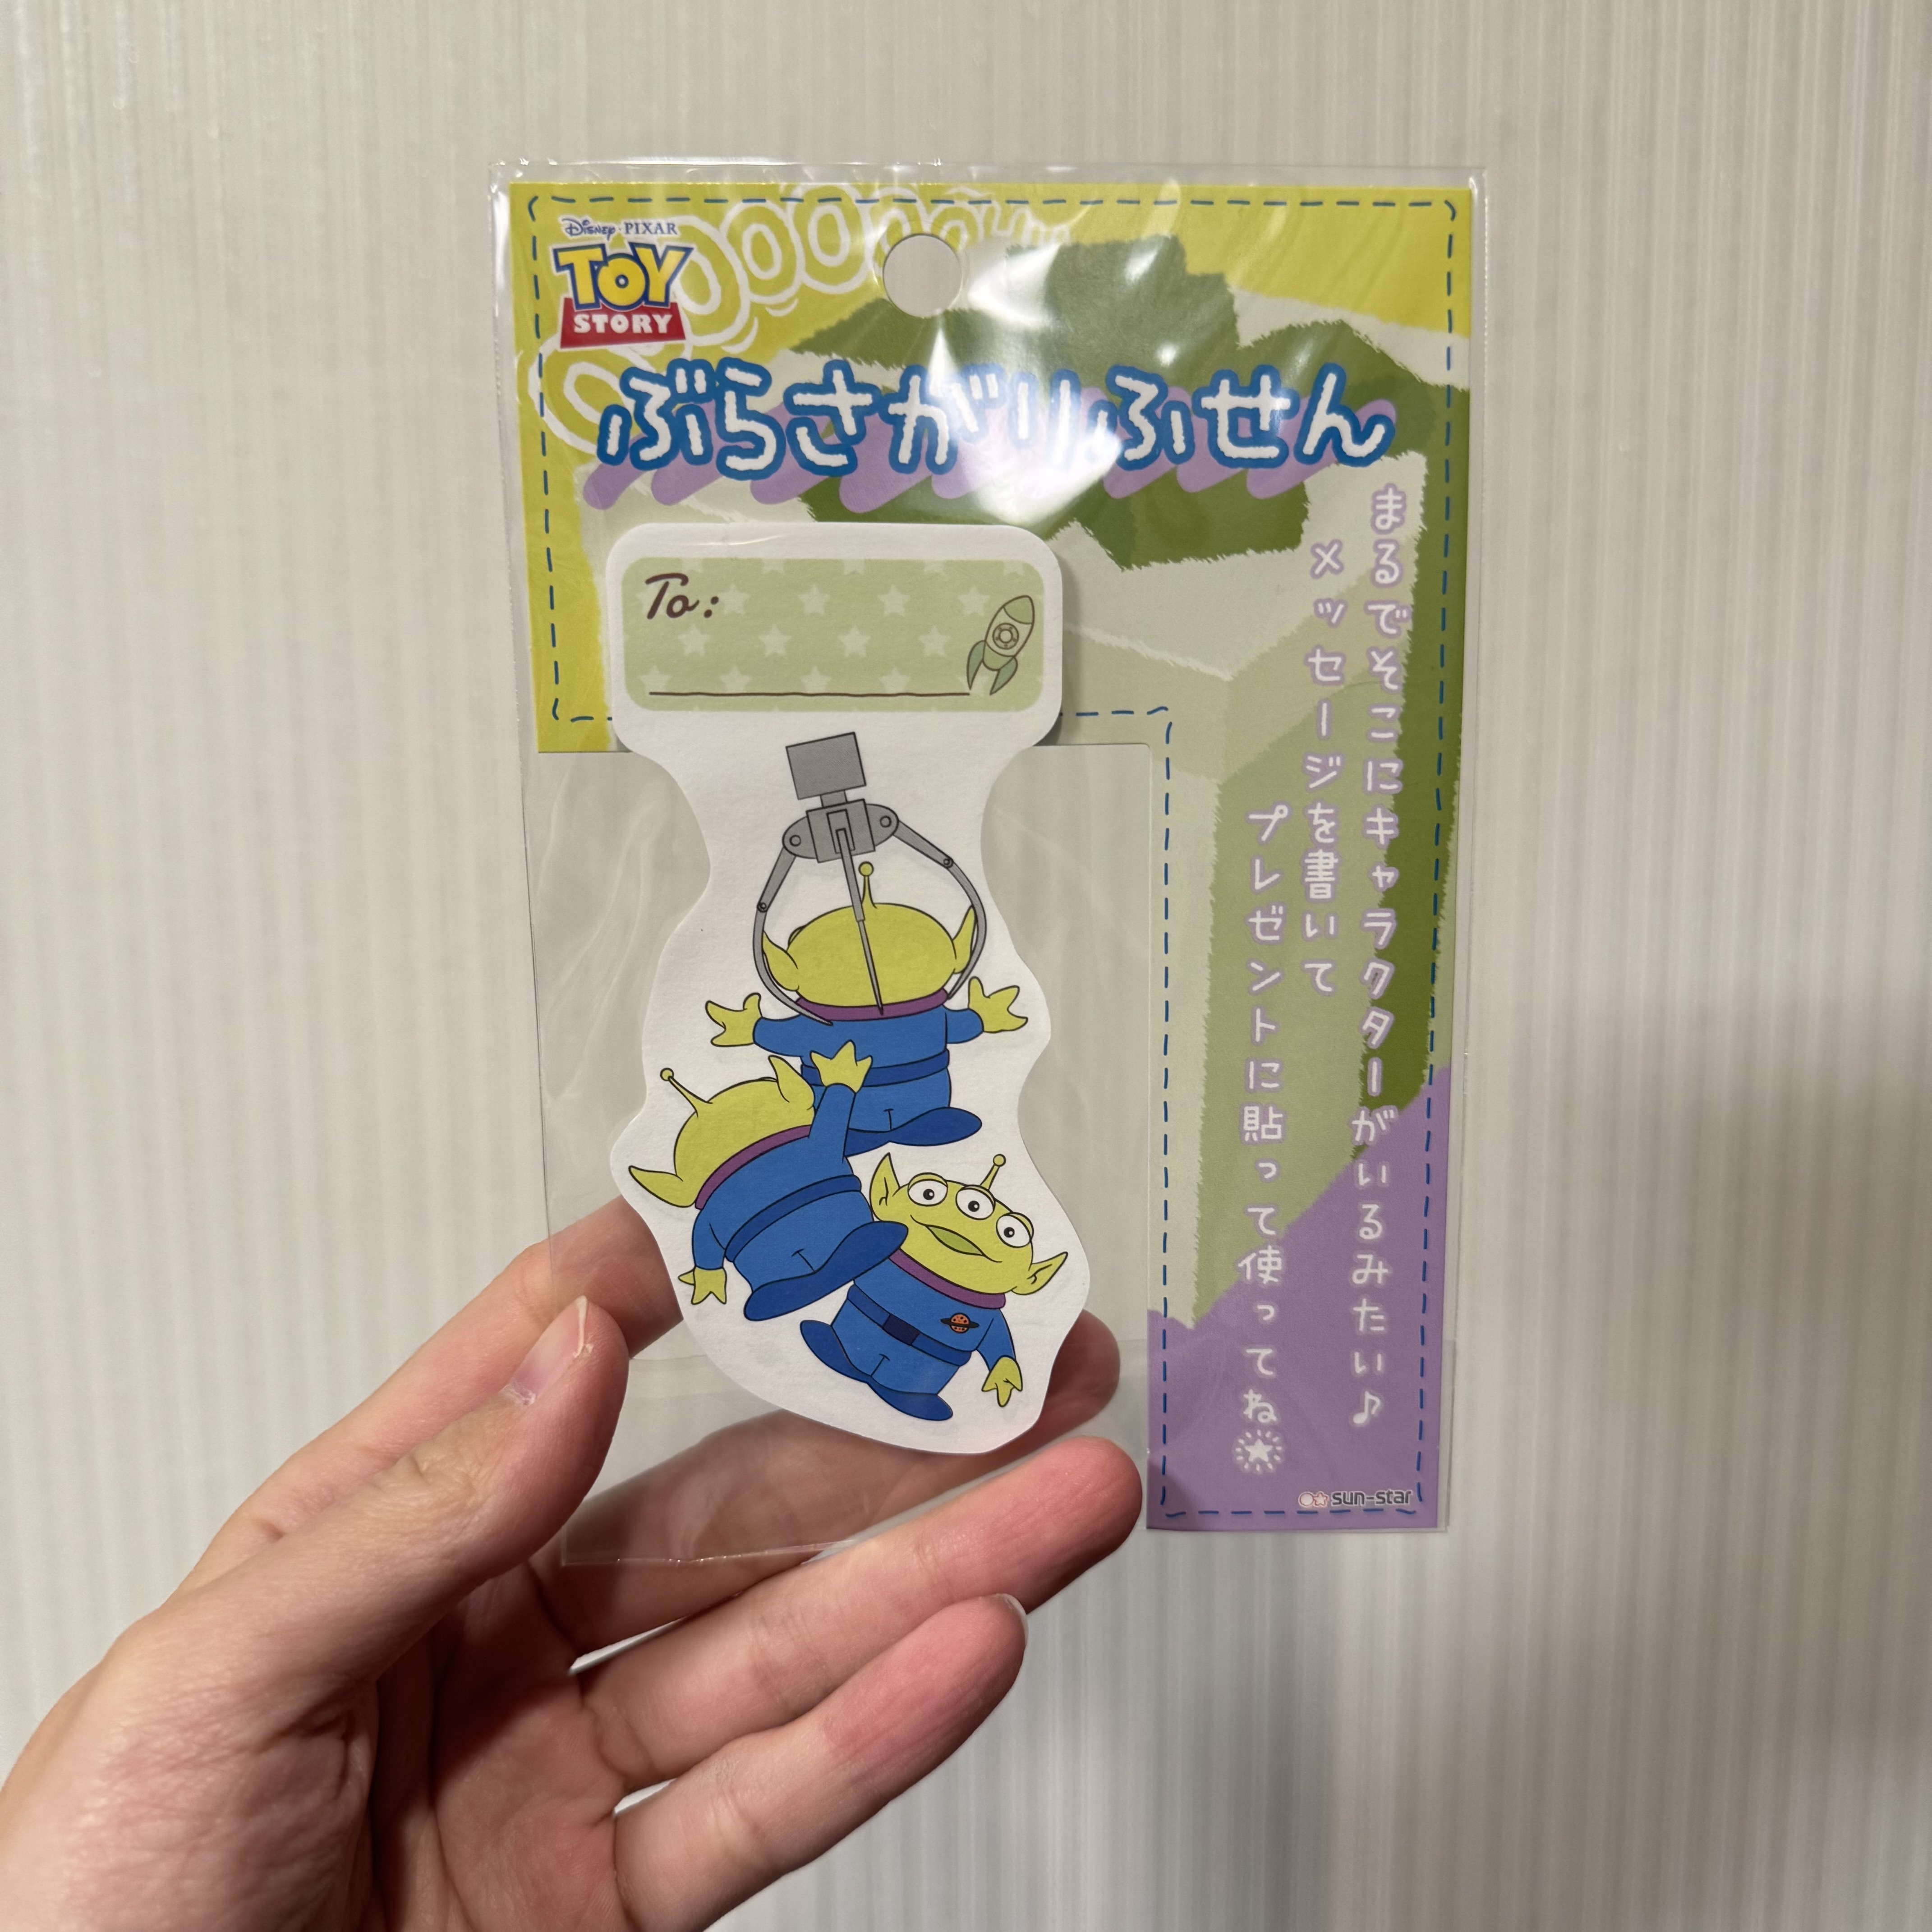 Disney·PIXAR
TOY
STORY
OOOOOOOH
ぶらさがりふせん
To:
まるでそこにキャラクターがいるみたい♪
メッセージを書いて
プレゼントに貼って使ってね
sun-star